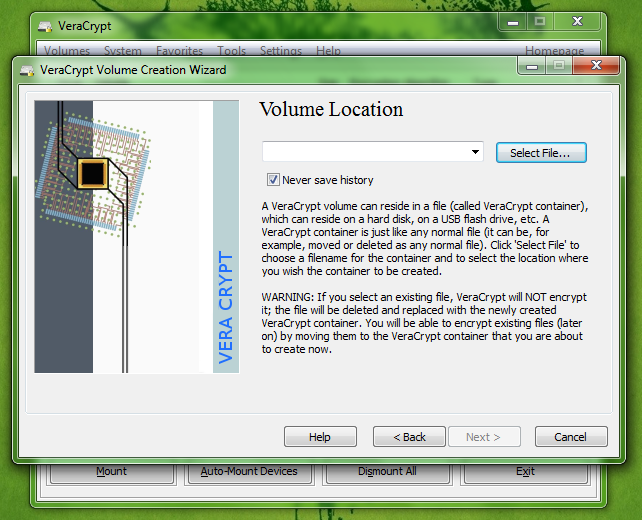 VeraCrypt
Volumes System Favorites Tools Settings Help Homepage
VeraCrypt Volume Creation Wizard
Volume Location
Select File...
Never save history
A VeraCrypt volume can reside in a file (called VeraCrypt container),
which can reside on a hard disk, on a USB flash drive, etc. A
VeraCrypt container is just like any normal file (it can be, for
example, moved or deleted as any normal file). Click 'Select File' to
choose a filename for the container and to select the location where
you wish the container to be created.
WARNING: If you select an existing file, VeraCrypt will NOT encrypt
it; the file will be deleted and replaced with the newly created
VeraCrypt container. You will be able to encrypt existing files (later
on) by moving them to the VeraCrypt container that you are about
to create now.
VERA CRYPT
Help
< Back
Next >
Cancel
Mount
Auto-Mount Devices
Dismount All
Exit